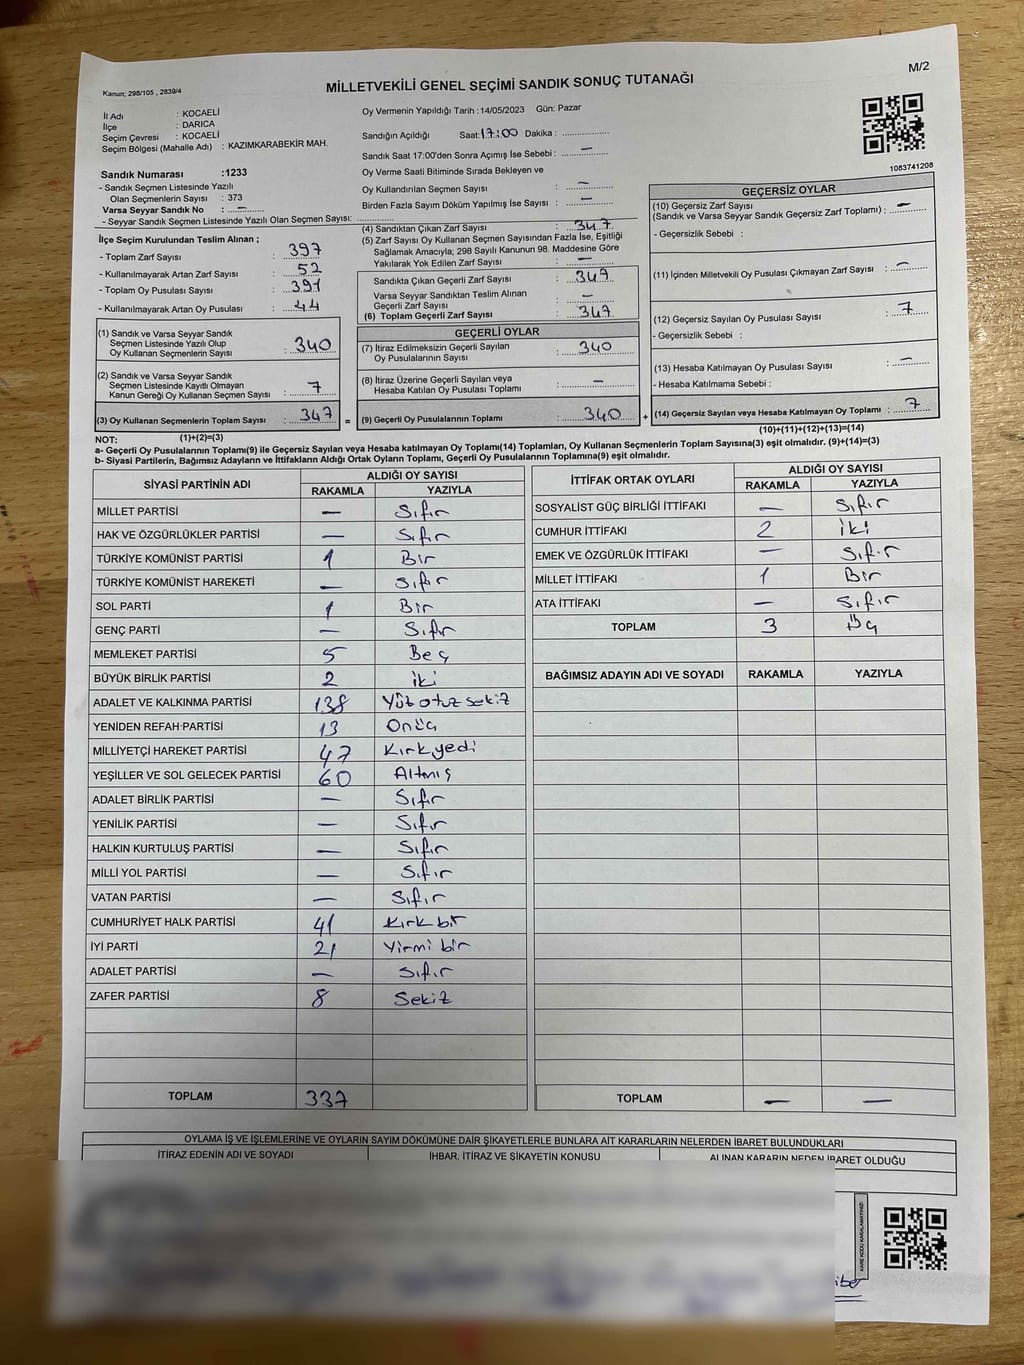 Kanun; 298/105 , 2839/4
MİLLETVEKİLİ GENEL SEÇİMİ SANDIK SONUÇ TUTANAĞI
M/2
İl Adı : KOCAELİ
İlçe : DARICA
Seçim Çevresi : KOCAELİ
Seçim Bölgesi (Mahalle Adı) : KAZIMKARABEKİR MAH.
Sandık Numarası :1233
- Sandık Seçmen Listesinde Yazılı
Olan Seçmenlerin Sayısı : 373
Varsa Seyyar Sandık No : —
- Seyyar Sandık Seçmen Listesinde Yazılı Olan Seçmen Sayısı: ..................
Oy Vermenin Yapıldığı Tarih : 14/05/2023 Gün: Pazar
Sandığın Açıldığı Saat: 17:00 Dakika : ..................
Sandık Saat 17:00'den Sonra Açımış İse Sebebi : —
Oy Verme Saati Bitiminde Sırada Bekleyen ve
Oy Kullandırılan Seçmen Sayısı : —
Birden Fazla Sayım Döküm Yapılmış İse Sayısı : —
1083741208
İlçe Seçim Kurulundan Teslim Alınan ;
- Toplam Zarf Sayısı : 397
- Kullanılmayarak Artan Zarf Sayısı : 52
- Toplam Oy Pusulası Sayısı : 391
- Kullanılmayarak Artan Oy Pusulası : 44
(1) Sandık ve Varsa Seyyar Sandık
Seçmen Listesinde Yazılı Olup
Oy Kullanan Seçmenlerin Sayısı : 340
(2) Sandık ve Varsa Seyyar Sandık
Seçmen Listesinde Kayıtlı Olmayan
Kanun Gereği Oy Kullanan Seçmen Sayısı : 7
(3) Oy Kullanan Seçmenlerin Toplam Sayısı : 347 =
(4) Sandıktan Çıkan Zarf Sayısı : 347
(5) Zarf Sayısı Oy Kullanan Seçmen Sayısından Fazla İse, Eşitliği
Sağlamak Amacıyla; 298 Sayılı Kanunun 98. Maddesine Göre
Yakılarak Yok Edilen Zarf Sayısı : —
Sandıkta Çıkan Geçerli Zarf Sayısı : 347
Varsa Seyyar Sandıktan Teslim Alınan
Geçerli Zarf Sayısı : —
(6) Toplam Geçerli Zarf Sayısı : 347
GEÇERLİ OYLAR
(7) İtiraz Edilmeksizin Geçerli Sayılan
Oy Pusulalarının Sayısı : 340
(8) İtiraz Üzerine Geçerli Sayılan veya
Hesaba Katılan Oy Pusulası Toplamı : —
(9) Geçerli Oy Pusulalarının Toplamı : 340 +
GEÇERSİZ OYLAR
(10) Geçersiz Zarf Sayısı
(Sandık ve Varsa Seyyar Sandık Geçersiz Zarf Toplamı) : —
- Geçersizlik Sebebi :
(11) İçinden Milletvekili Oy Pusulası Çıkmayan Zarf Sayısı : —
(12) Geçersiz Sayılan Oy Pusulası Sayısı : 7
- Geçersizlik Sebebi :
(13) Hesaba Katılmayan Oy Pusulası Sayısı : —
- Hesaba Katılmama Sebebi :
(14) Geçersiz Sayılan veya Hesaba Katılmayan Oy Toplamı : 7
NOT: (1)+(2)=(3)
(10)+(11)+(12)+(13)=(14)
a- Geçerli Oy Pusulalarının Toplamı(9) ile Geçersiz Sayılan veya Hesaba katılmayan Oy Toplamı(14) Toplamları, Oy Kullanan Seçmenlerin Toplam Sayısına(3) eşit olmalıdır. (9)+(14)=(3)
b- Siyasi Partilerin, Bağımsız Adayların ve İttifakların Aldığı Ortak Oyların Toplamı, Geçerli Oy Pusulalarının Toplamına(9) eşit olmalıdır.
SİYASİ PARTİNİN ADI ALDIĞI OY SAYISI
RAKAMLA YAZIYLA
MİLLET PARTİSİ — Sıfır
HAK VE ÖZGÜRLÜKLER PARTİSİ — Sıfır
TÜRKİYE KOMÜNİST PARTİSİ 1 Bir
TÜRKİYE KOMÜNİST HAREKETİ — Sıfır
SOL PARTİ 1 Bir
GENÇ PARTİ — Sıfır
MEMLEKET PARTİSİ 5 Beş
BÜYÜK BİRLİK PARTİSİ 2 iki
ADALET VE KALKINMA PARTİSİ 138 Yüz otuz sekiz
YENİDEN REFAH PARTİSİ 13 Onüç
MİLLİYETÇİ HAREKET PARTİSİ 47 Kırkyedi
YEŞİLLER VE SOL GELECEK PARTİSİ 60 Altmış
ADALET BİRLİK PARTİSİ — Sıfır
YENİLİK PARTİSİ — Sıfır
HALKIN KURTULUŞ PARTİSİ — Sıfır
MİLLİ YOL PARTİSİ — Sıfır
VATAN PARTİSİ — Sıfır
CUMHURİYET HALK PARTİSİ 41 Kırk bir
İYİ PARTİ 21 Yirmi bir
ADALET PARTİSİ — Sıfır
ZAFER PARTİSİ 8 Sekiz
TOPLAM 337
İTTİFAK ORTAK OYLARI ALDIĞI OY SAYISI
RAKAMLA YAZIYLA
SOSYALİST GÜÇ BİRLİĞİ İTTİFAKI — Sıfır
CUMHUR İTTİFAKI 2 iki
EMEK VE ÖZGÜRLÜK İTTİFAKI — Sıfır
MİLLET İTTİFAKI 1 Bir
ATA İTTİFAKI — Sıfır
TOPLAM 3 Üç
BAĞIMSIZ ADAYIN ADI VE SOYADI RAKAMLA YAZIYLA
TOPLAM — —
OYLAMA İŞ VE İŞLEMLERİNE VE OYLARIN SAYIM DÖKÜMÜNE DAİR ŞİKAYETLERLE BUNLARA AİT KARARLARIN NELERDEN İBARET BULUNDUKLARI
İTİRAZ EDENİN ADI VE SOYADI İHBAR, İTİRAZ VE ŞİKAYETİN KONUSU ALINAN KARARIN NEDEN İBARET OLDUĞU
KARE KODU KARALAMAYINIZ!